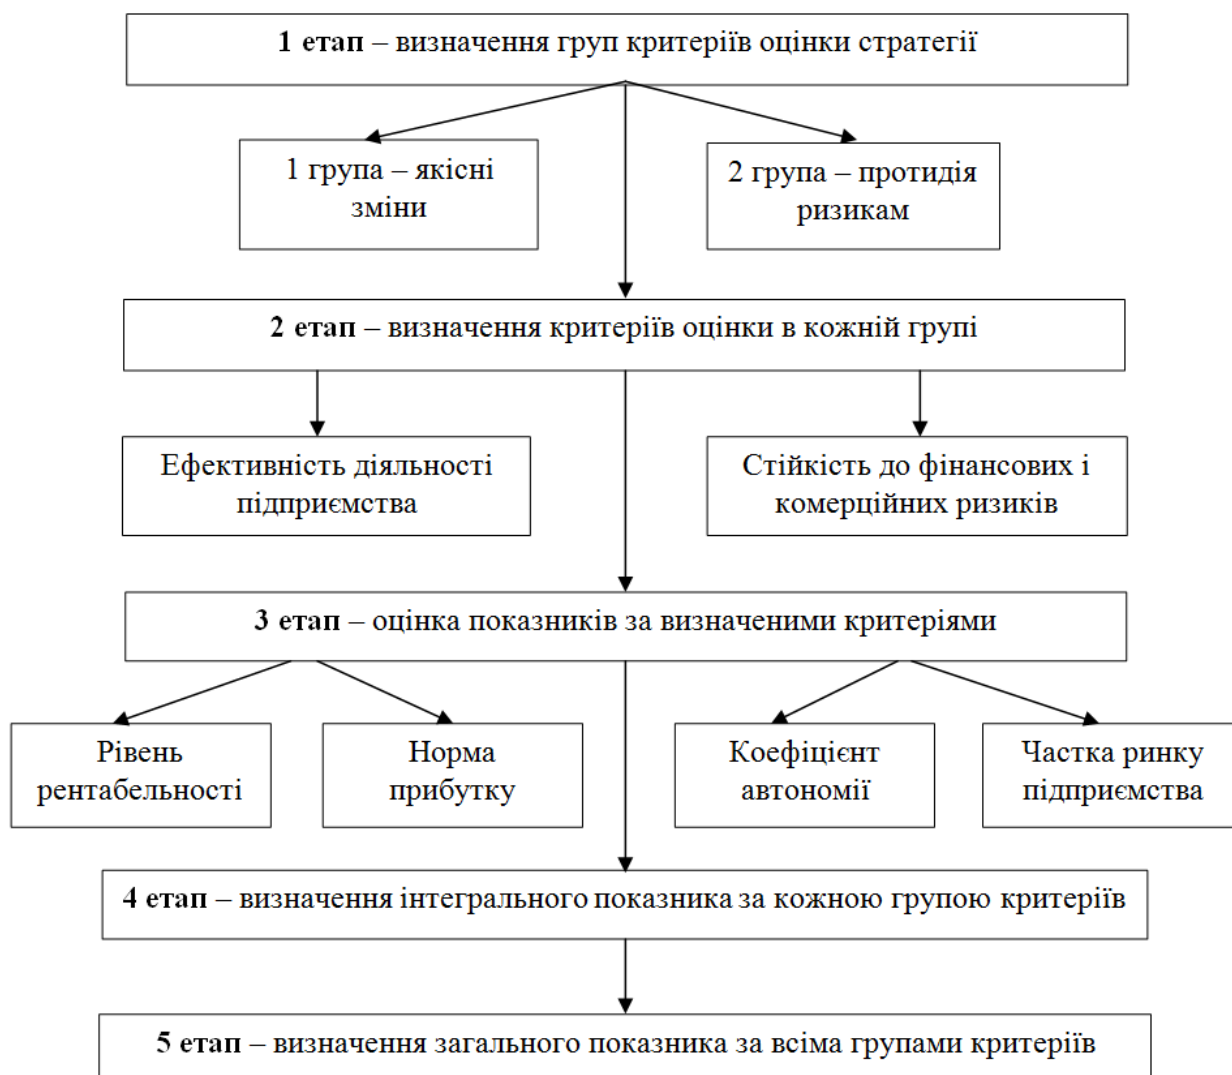 1 етап – визначення груп критеріїв оцінки стратегії
1 група – якісні
зміни
2 група – протидія
ризикам
2 етап – визначення критеріїв оцінки в кожній групі
Ефективність діяльності
підприємства
Стійкість до фінансових і
комерційних ризиків
3 етап – оцінка показників за визначеними критеріями
Рівень
рентабельності
Норма
прибутку
Коефіцієнт
автономії
Частка ринку
підприємства
4 етап – визначення інтегрального показника за кожною групою критеріїв
5 етап – визначення загального показника за всіма групами критеріїв